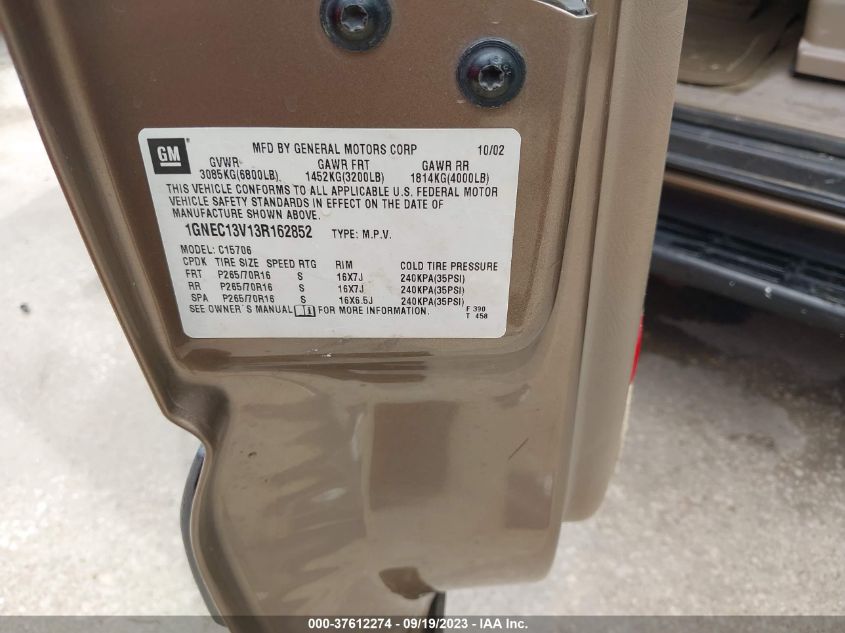 GM
MFD BY GENERAL MOTORS CORP 10/02
GVWR GAWR FRT GAWR RR
3085KG(6800LB) 1452KG(3200LB) 1814KG(4000LB)
THIS VEHICLE CONFORMS TO ALL APPLICABLE U.S. FEDERAL MOTOR
VEHICLE SAFETY STANDARDS IN EFFECT ON THE DATE OF
MANUFACTURE SHOWN ABOVE.
1GNEC13V13R162852 TYPE: M.P.V.
MODEL: C15706
CPDK TIRE SIZE SPEED RTG RIM COLD TIRE PRESSURE
FRT P265/70R16 S 16X7J 240KPA(35PSI)
RR P265/70R16 S 16X7J 240KPA(35PSI)
SPA P265/70R16 S 16X6.5J 240KPA(35PSI)
SEE OWNER'S MANUAL FOR MORE INFORMATION.
F 390
T 458
000-37612274 - 09/19/2023 - IAA Inc.